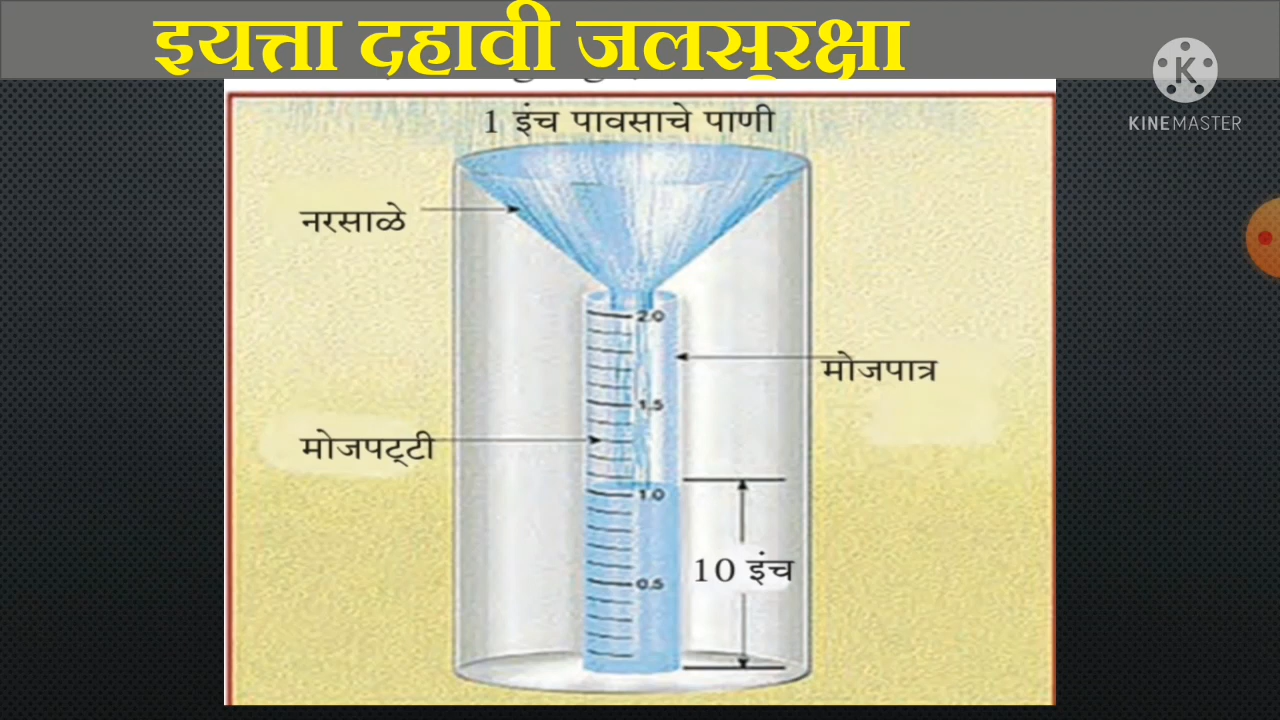 इयत्ता दहावी जलसुरक्षा
K
KINEMASTER
1 इंच पावसाचे पाणी
नरसाळे
2.0
मोजपात्र
1.5
मोजपट्टी
1.0
10 इंच
0.5